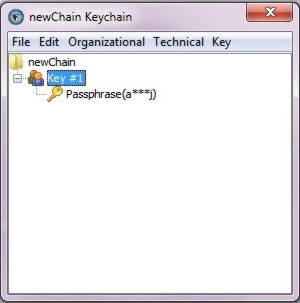 newChain Keychain
File Edit Organizational Technical Key
newChain
Key #1
Passphrase(a***j)